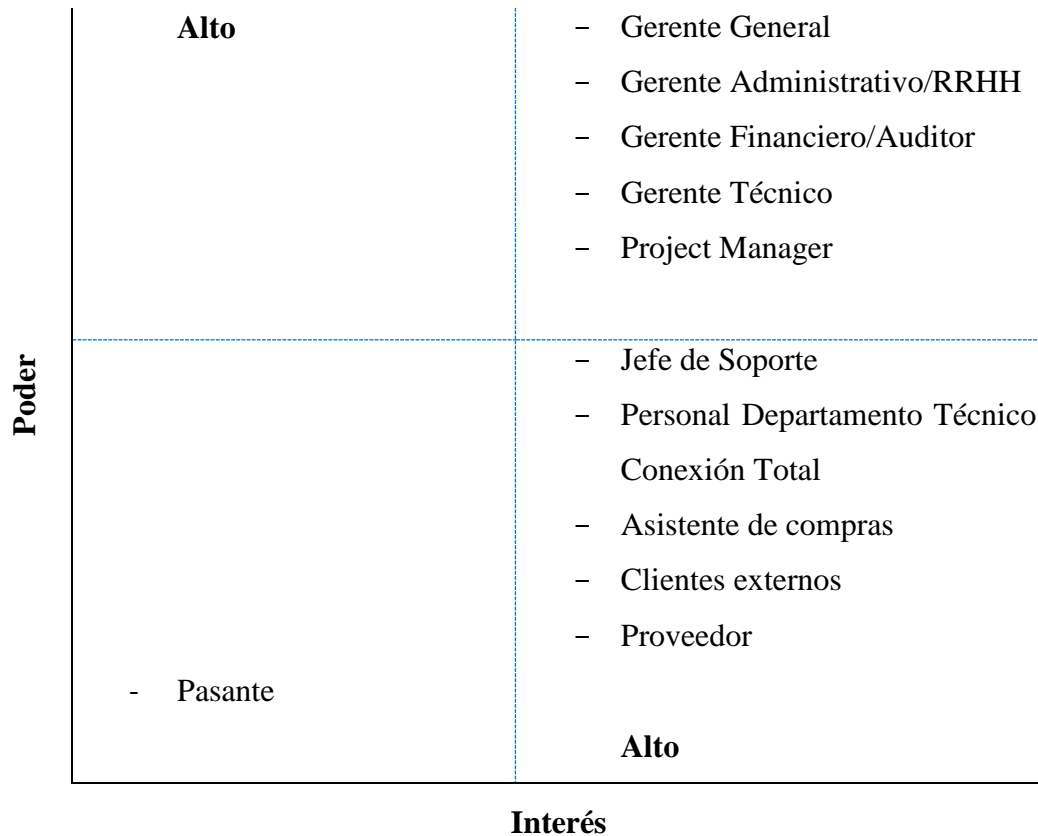 Alto
– Gerente General
– Gerente Administrativo/RRHH
– Gerente Financiero/Auditor
– Gerente Técnico
– Project Manager
Poder
– Jefe de Soporte
– Personal Departamento Técnico
Conexión Total
– Asistente de compras
– Clientes externos
– Proveedor
- Pasante
Alto
Interés